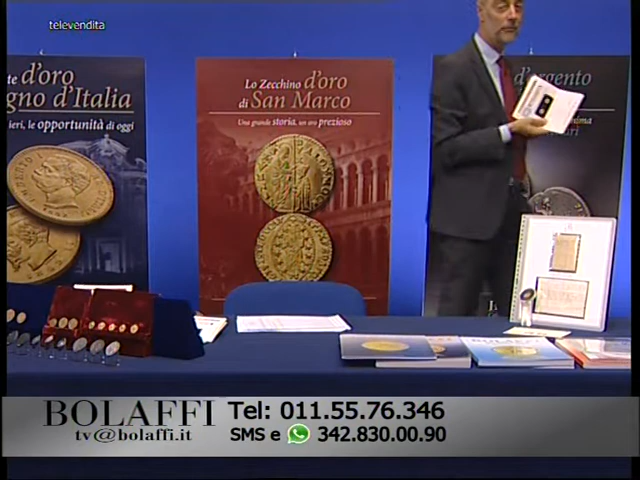 televendita
d'oro
gno d'Italia
ieri, le opportunità di oggi
Lo Zecchino d'oro
di San Marco
Una grande storia, un oro prezioso
d'argento
BOLAFFI
tv@bolaffi.it
Tel: 011.55.76.346
SMS e 342.830.00.90